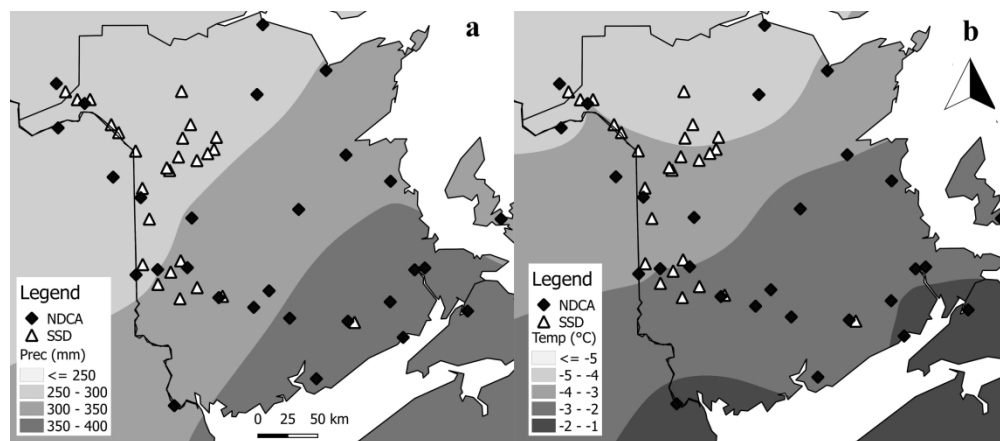 a
Legend
NDCA
SSD
Prec (mm)
<= 250
250 - 300
300 - 350
350 - 400
0 25 50 km
b
Legend
NDCA
SSD
Temp (°C)
<= -5
-5 - -4
-4 - -3
-3 - -2
-2 - -1